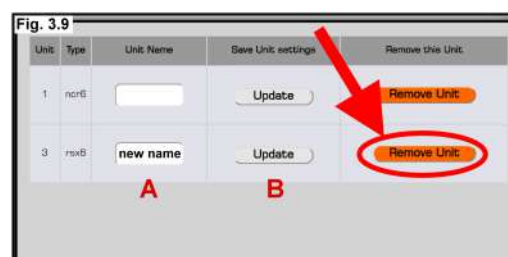 Fig. 3.9
Unit Type Unit Name Save Unit settings Remove this Unit
1 ncr6 Update Remove Unit
3 rsx6 new name Update Remove Unit
A B